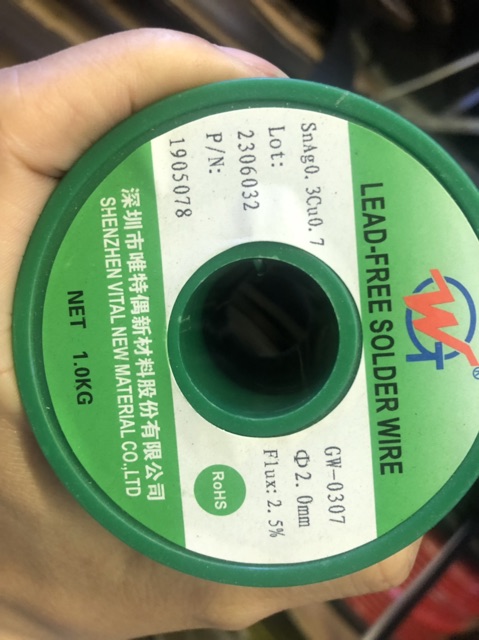 LEAD-FREE SOLDER WIRE
SnAg0.3Cu0.7
Lot:
2306032
P/N:
1905078
GW-0307
Φ2.0mm
Flux:2.5%
RoHS
深圳市唯特偶新材料股份有限公司
SHENZHEN VITAL NEW MATERIAL CO.,LTD
NET 1.0KG
WT
®